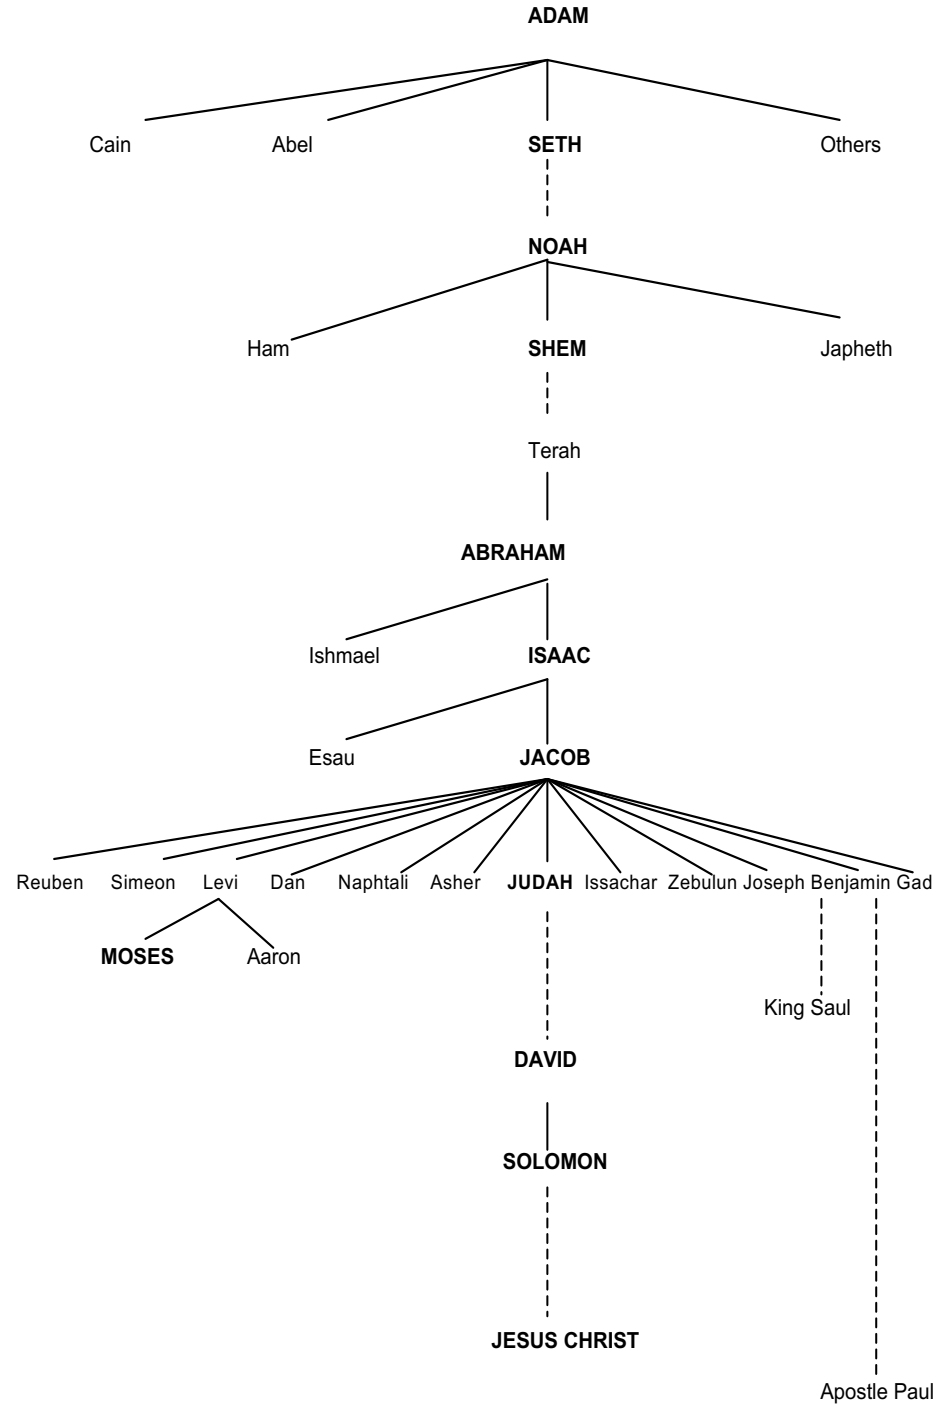 ADAM
Cain Abel SETH Others
NOAH
Ham SHEM Japheth
Terah
ABRAHAM
Ishmael ISAAC
Esau JACOB
Reuben Simeon Levi Dan Naphtali Asher JUDAH Issachar Zebulun Joseph Benjamin Gad
MOSES Aaron
King Saul
DAVID
SOLOMON
JESUS CHRIST
Apostle Paul